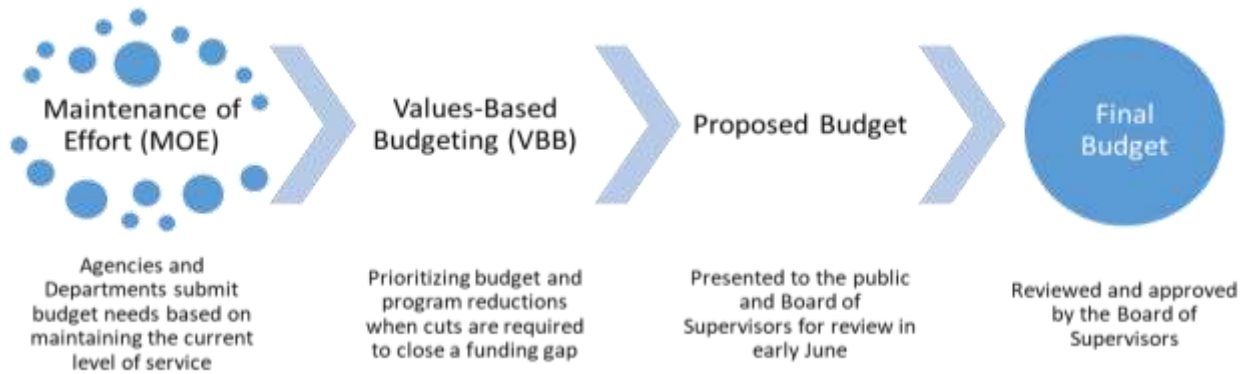 Maintenance of
Effort (MOE)
Values-Based
Budgeting (VBB)
Proposed Budget
Final
Budget
Agencies and
Departments submit
budget needs based on
maintaining the current
level of service
Prioritizing budget and
program reductions
when cuts are required
to close a funding gap
Presented to the public
and Board of
Supervisors for review in
early June
Reviewed and approved
by the Board of
Supervisors